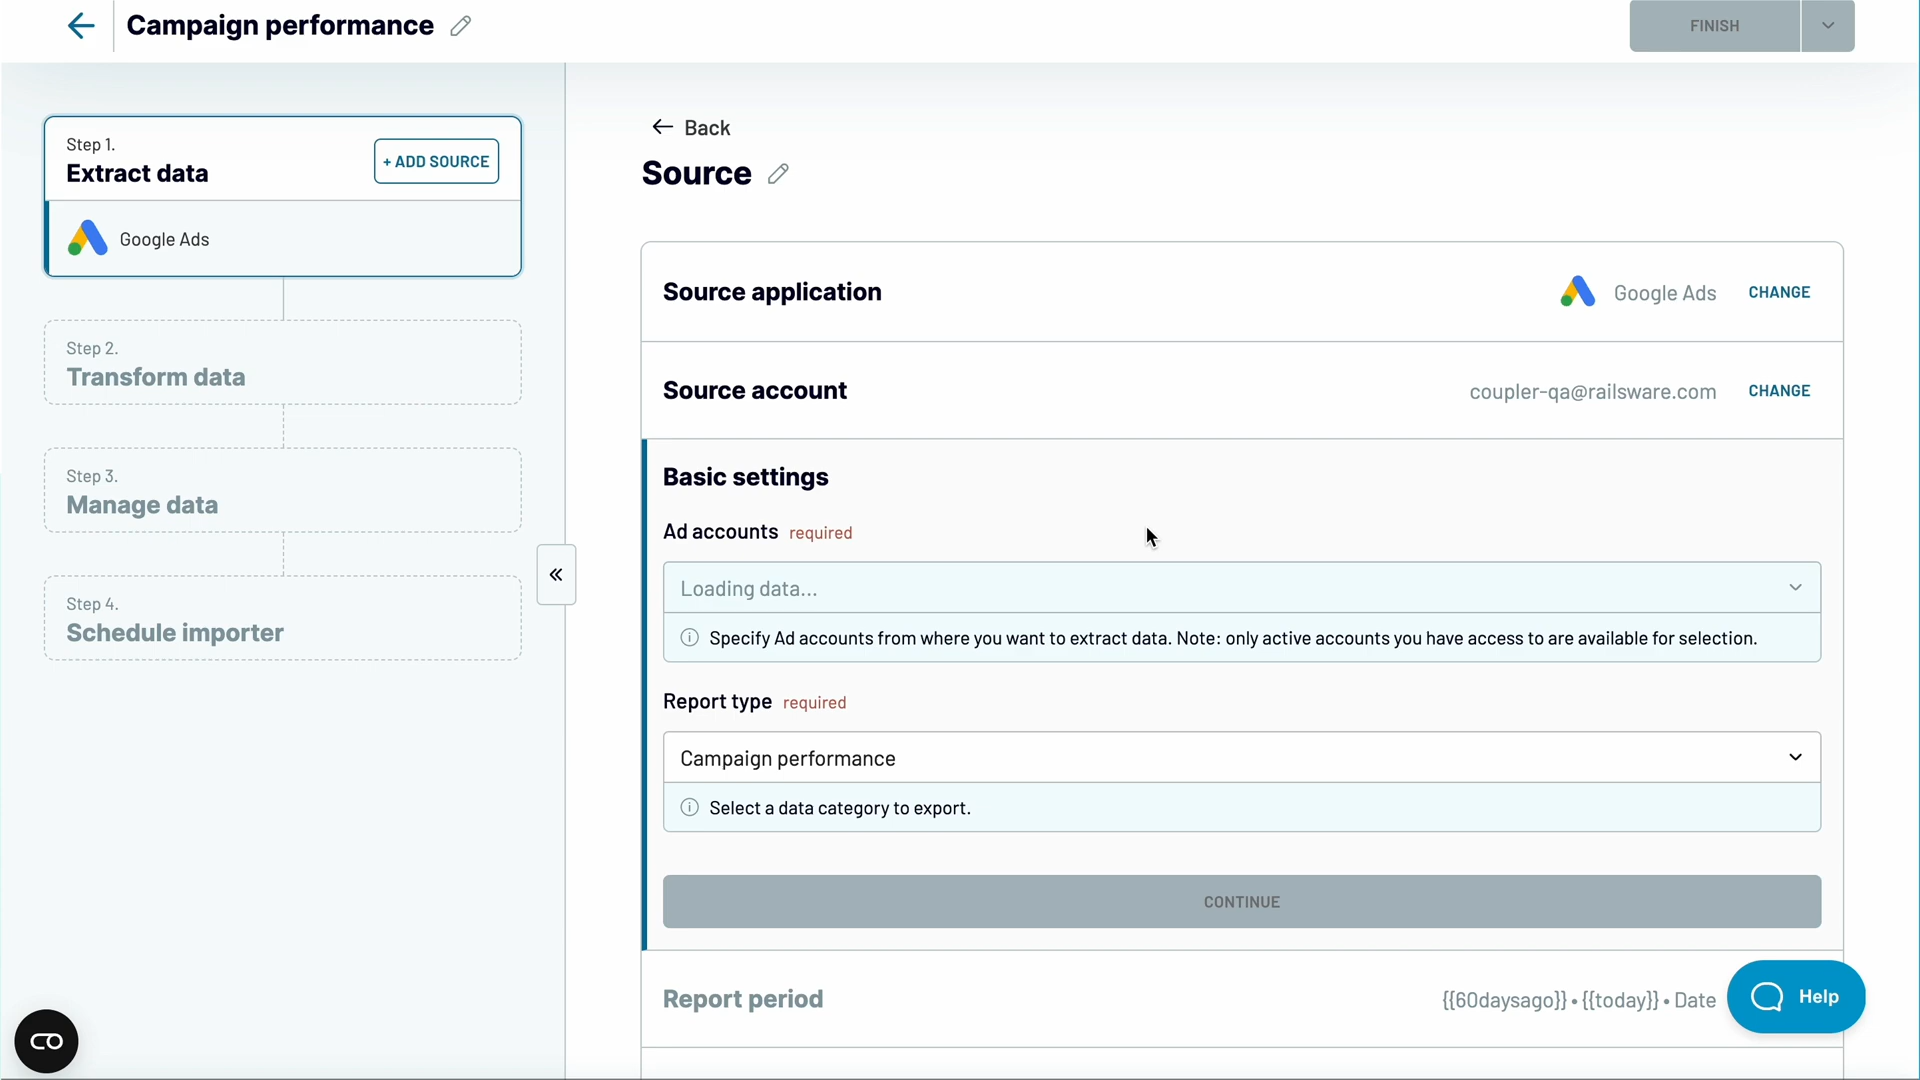 Campaign performance
FINISH
Step 1.
Extract data
+ ADD SOURCE
Google Ads
Step 2.
Transform data
Step 3.
Manage data
Step 4.
Schedule importer
Back
Source
Source application
Google Ads
CHANGE
Source account
coupler-qa@railsware.com
CHANGE
Basic settings
Ad accounts required
Loading data...
Specify Ad accounts from where you want to extract data. Note: only active accounts you have access to are available for selection.
Report type required
Campaign performance
Select a data category to export.
CONTINUE
Report period
{{60daysago}} • {{today}} • Date
Help